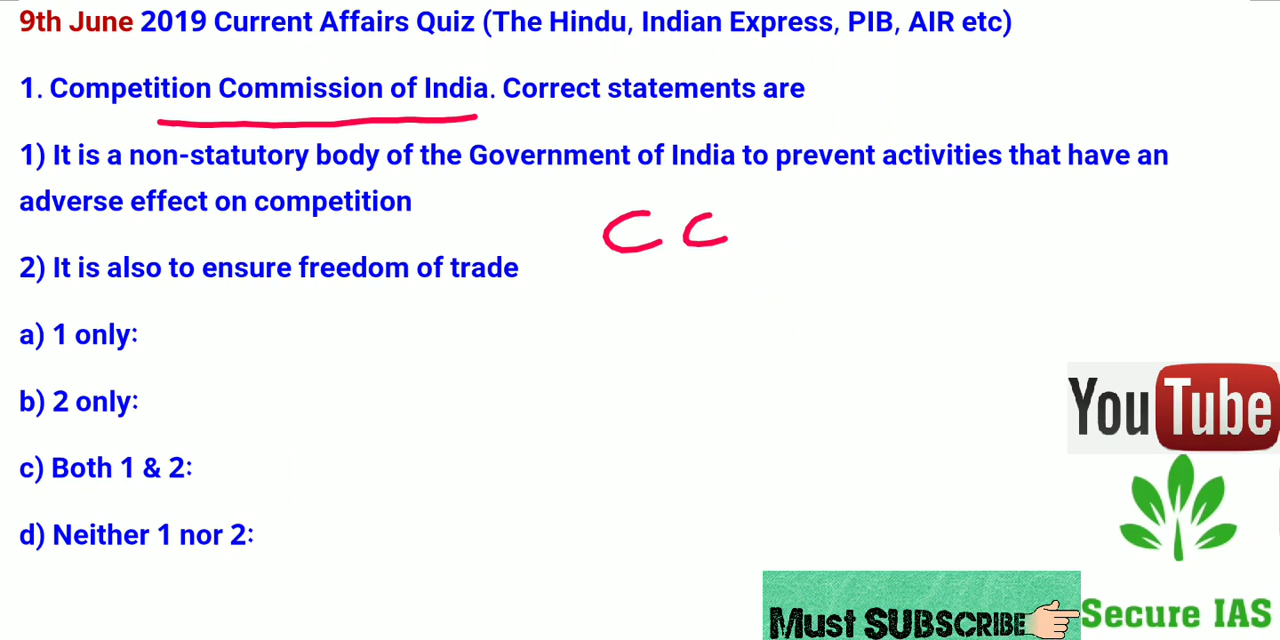 9th June 2019 Current Affairs Quiz (The Hindu, Indian Express, PIB, AIR etc)
1. Competition Commission of India. Correct statements are
1) It is a non-statutory body of the Government of India to prevent activities that have an
adverse effect on competition
CC
2) It is also to ensure freedom of trade
a) 1 only:
b) 2 only:
YouTube
c) Both 1 & 2:
d) Neither 1 nor 2:
Must SUBSCRIBE
Secure IAS